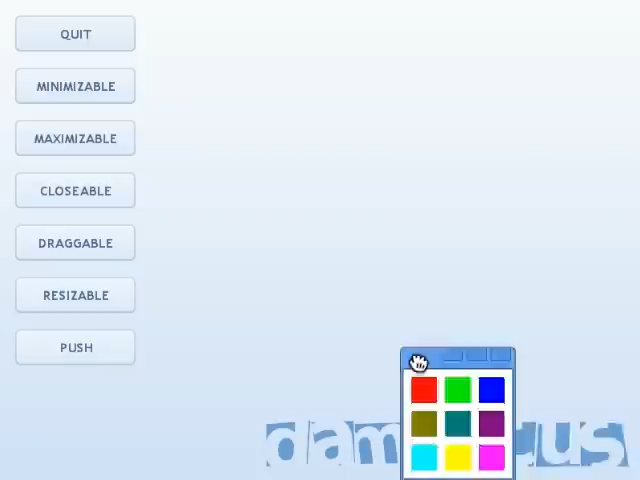 QUIT
MINIMIZABLE
MAXIMIZABLE
CLOSEABLE
DRAGGABLE
RESIZABLE
PUSH